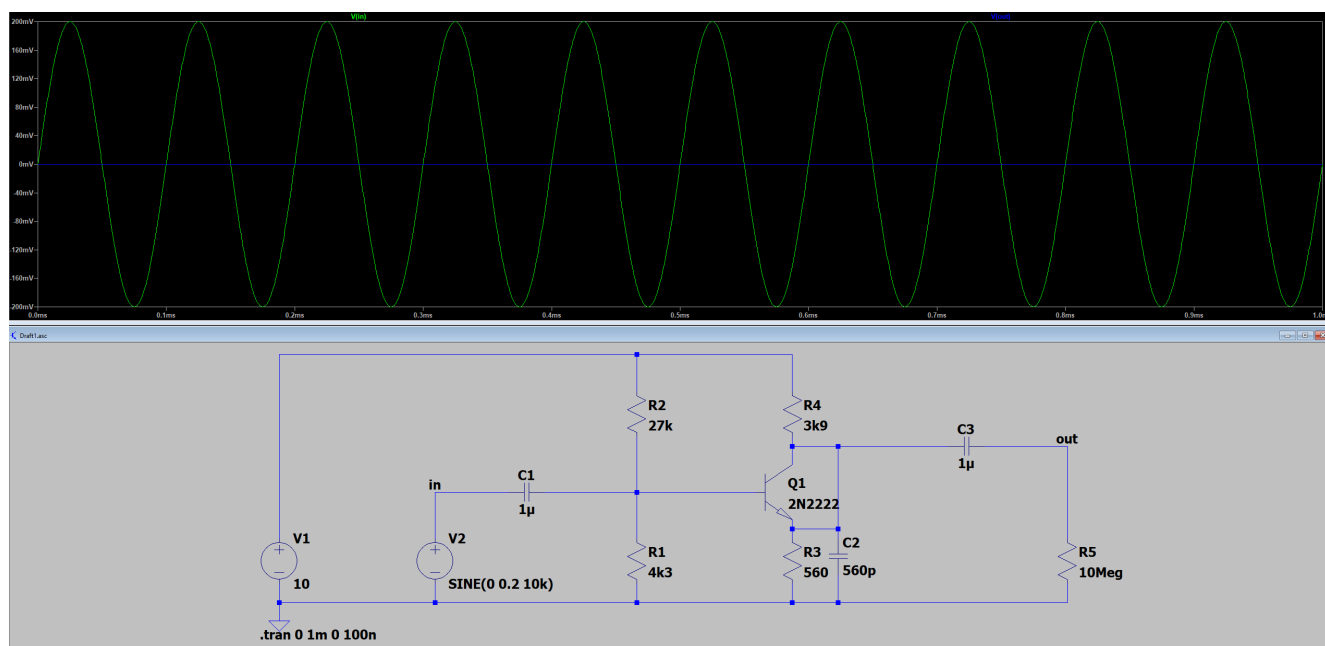 V(in) V(out)
200mV
160mV
120mV
80mV
40mV
0mV
-40mV
-80mV
-120mV
-160mV
-200mV
0.0ms 0.1ms 0.2ms 0.3ms 0.4ms 0.5ms 0.6ms 0.7ms 0.8ms 0.9ms
Draft1.asc
R2
27k
R4
3k9
C3
1µ
out
in
C1
1µ
Q1
2N2222
V1
10
V2
SINE(0 0.2 10k)
R1
4k3
R3
560
C2
560p
R5
10Meg
.tran 0 1m 0 100n